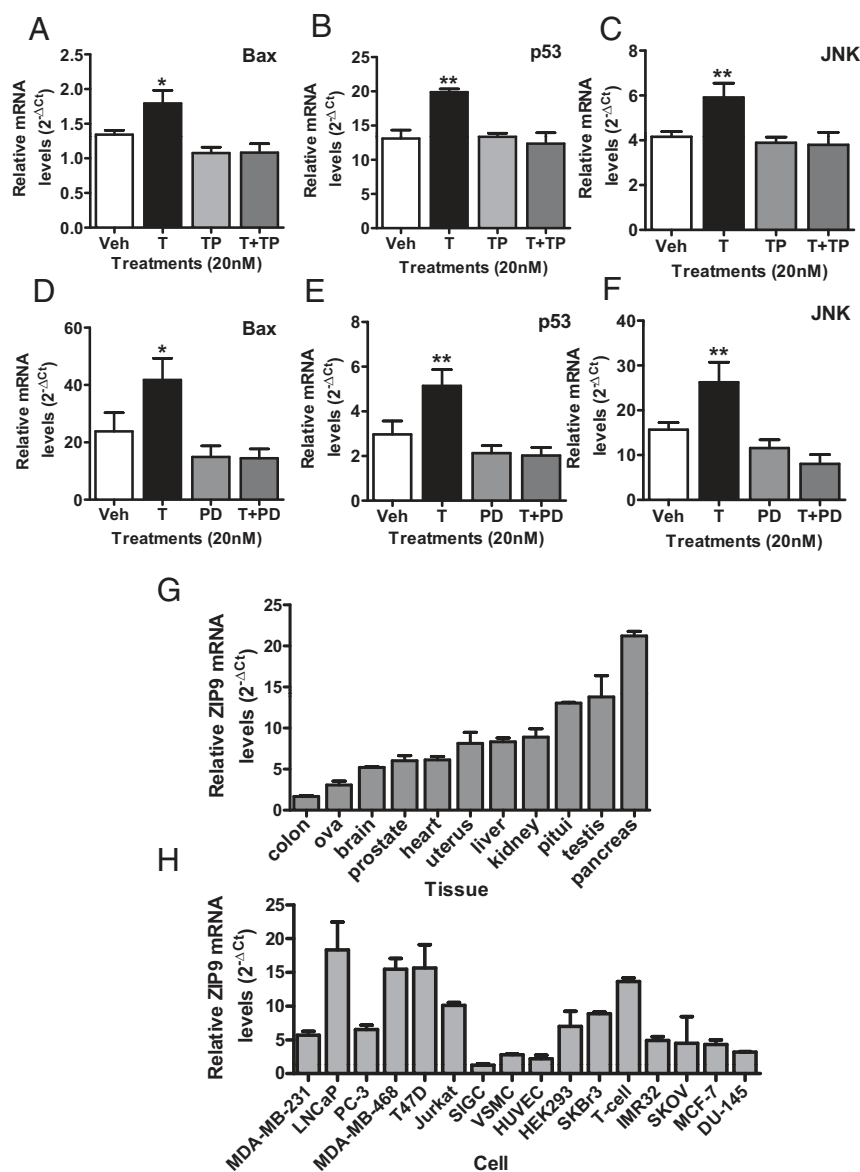 A
Bax
Relative mRNA
levels (2-ΔCt)
2.5
2.0
1.5
1.0
0.5
0.0
*
Veh T TP T+TP
Treatments (20nM)
B
p53
Relative mRNA
levels (2-ΔCt)
25
20
15
10
5
0
**
Veh T TP T+TP
Treatments (20nM)
C
JNK
Relative mRNA
levels (2-ΔCt)
8
6
4
2
0
**
Veh T TP T+TP
Treatments (20nM)
D
Bax
Relative mRNA
levels (2-ΔCt)
60
40
20
0
*
Veh T PD T+PD
Treatments (20nM)
E
p53
Relative mRNA
levels (2-ΔCt)
8
6
4
2
0
**
Veh T PD T+PD
Treatments (20nM)
F
JNK
Relative mRNA
levels (2-ΔCt)
40
30
20
10
0
**
Veh T PD T+PD
Treatments (20nM)
G
Relative ZIP9 mRNA
levels (2-ΔCt)
25
20
15
10
5
0
colon
ova
brain
prostate
heart
uterus
liver
kidney
pitui
testis
pancreas
Tissue
H
Relative ZIP9 mRNA
levels (2-ΔCt)
25
20
15
10
5
0
MDA-MB-231
LNCaP
PC-3
MDA-MB-468
T47D
Jurkat
SIGC
VSMC
HUVEC
HEK293
SKBr3
T-cell
IMR32
SKOV
MCF-7
DU-145
Cell